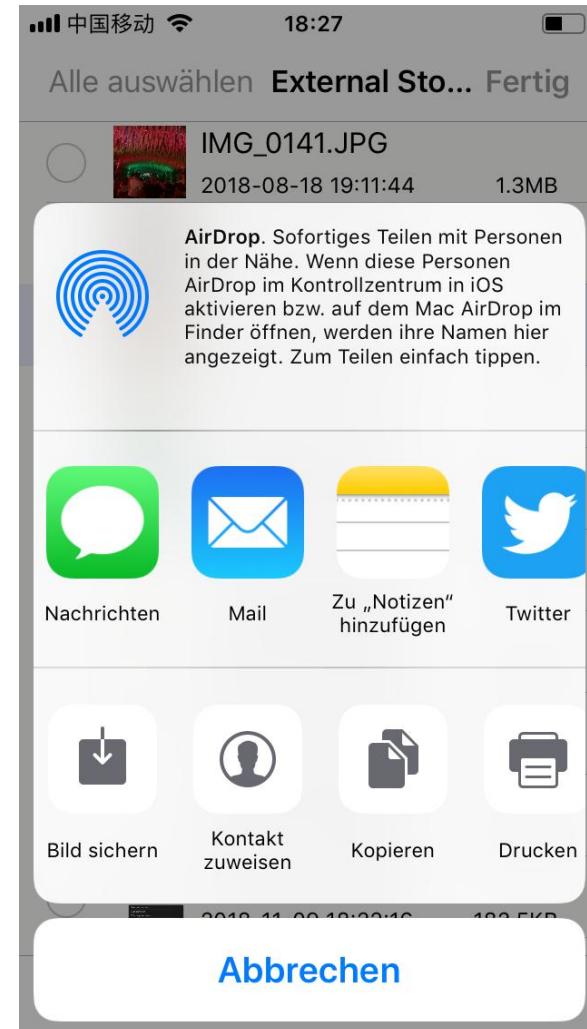 中国移动 18:27
Alle auswählen External Sto... Fertig
IMG_0141.JPG
2018-08-18 19:11:44 1.3MB
AirDrop. Sofortiges Teilen mit Personen
in der Nähe. Wenn diese Personen
AirDrop im Kontrollzentrum in iOS
aktivieren bzw. auf dem Mac AirDrop im
Finder öffnen, werden ihre Namen hier
angezeigt. Zum Teilen einfach tippen.
Nachrichten Mail Zu „Notizen“ Twitter
hinzufügen
Bild sichern Kontakt Kopieren Drucken
zuweisen
Abbrechen